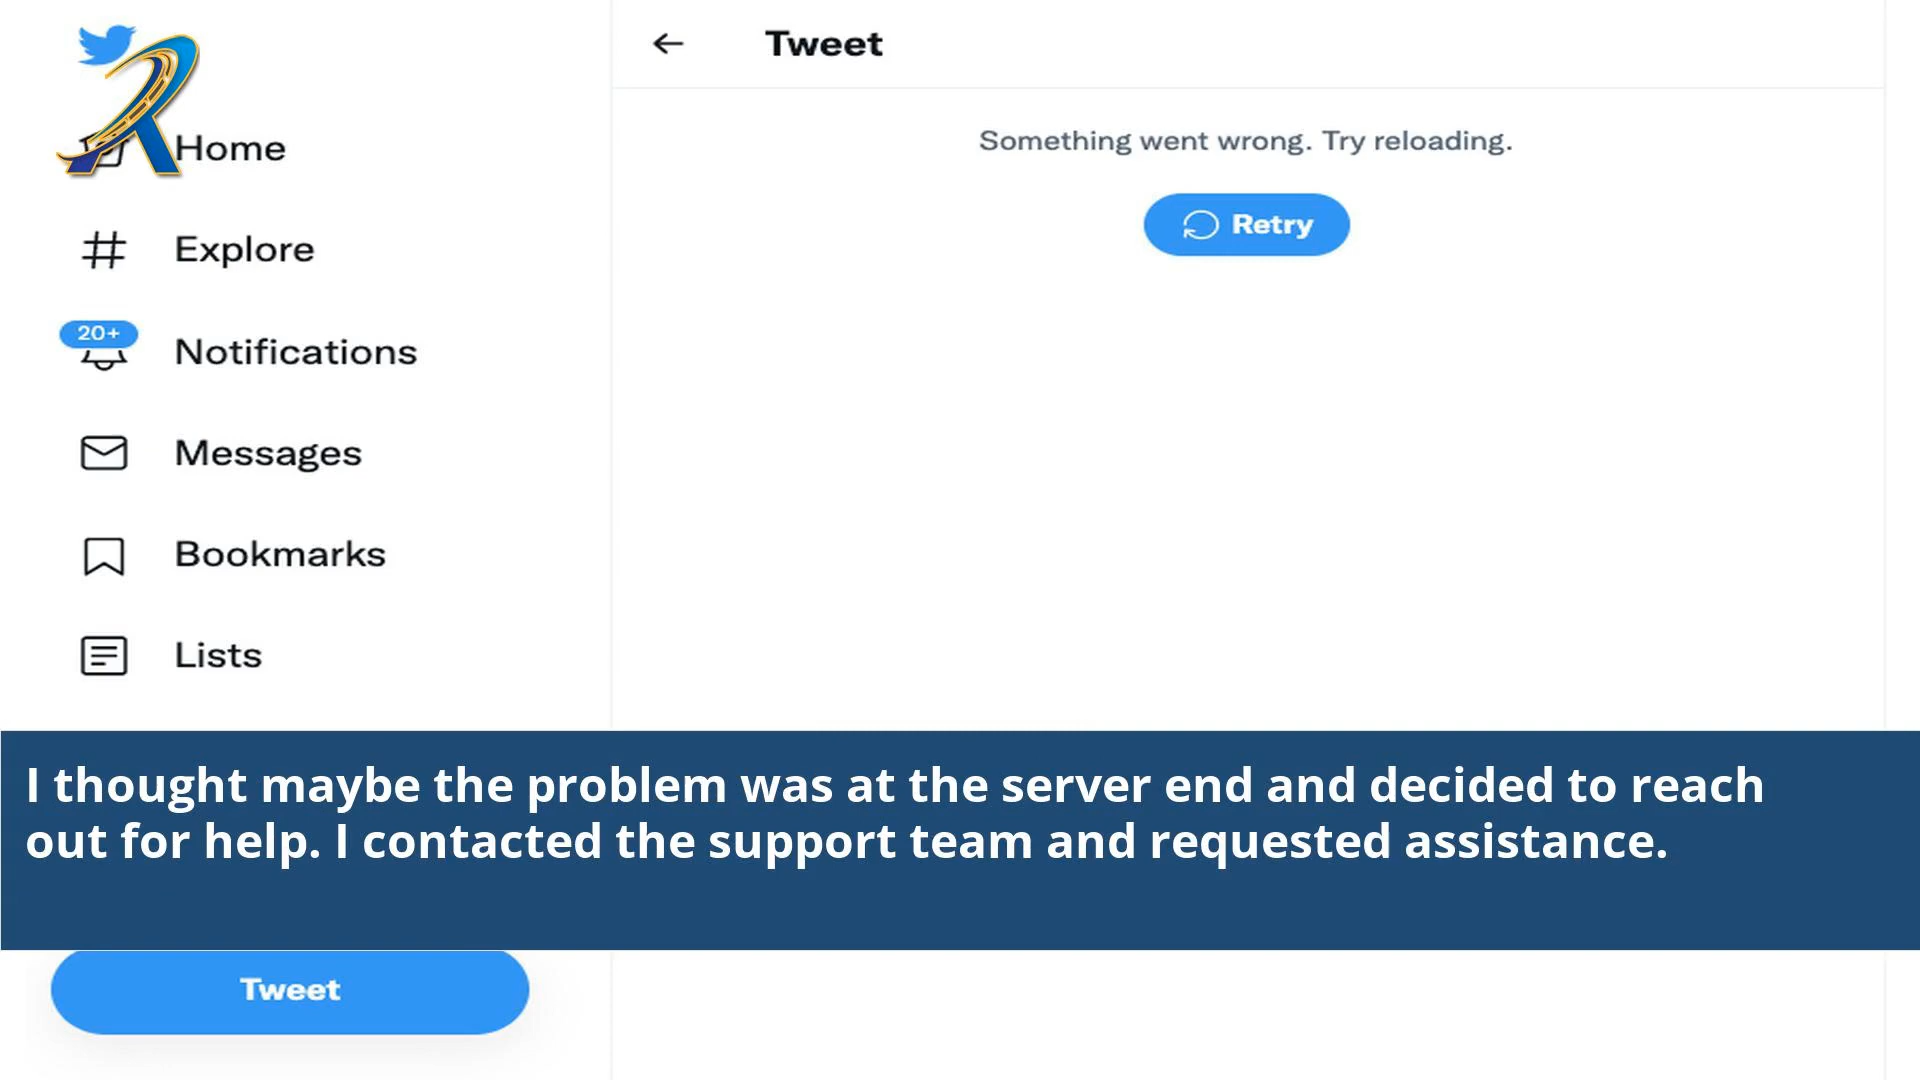 Tweet
Something went wrong. Try reloading.
Retry
Home
Explore
20+
Notifications
Messages
Bookmarks
Lists
I thought maybe the problem was at the server end and decided to reach
out for help. I contacted the support team and requested assistance.
Tweet